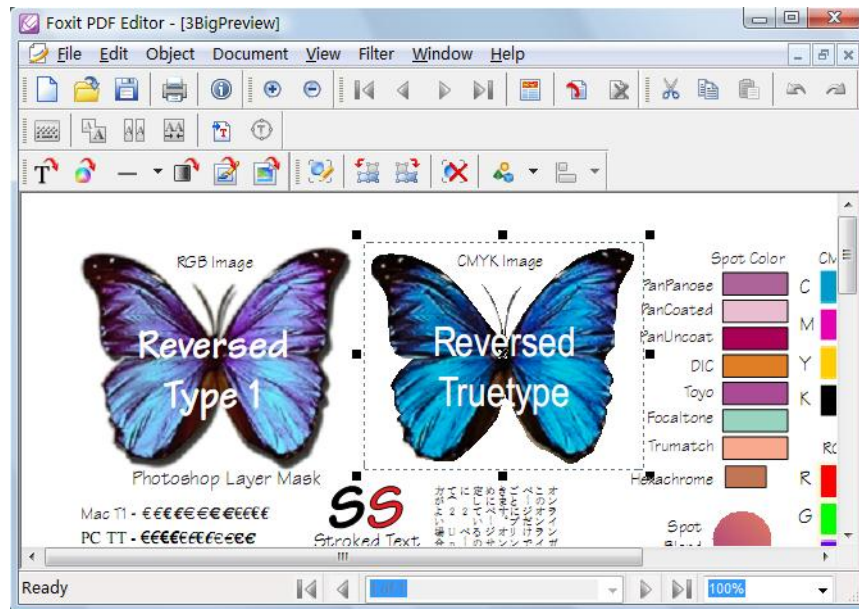 Foxit PDF Editor - [3BigPreview]
File Edit Object Document View Filter Window Help
RGB Image
CMYK Image
Spot Color
PanPanose
C
PanCoated
M
PanUncoat
DIC
Y
Toyo
K
Focaltone
Trumatch
Hexachrome
R
G
Reversed
Type 1
Reversed
Truetype
Photoshop Layer Mask
Mac T1 - €€€€€€€€€€€€
PC TT - €€€€€€€€€€€
SS
Stroked Text
Spot
Ready
100%